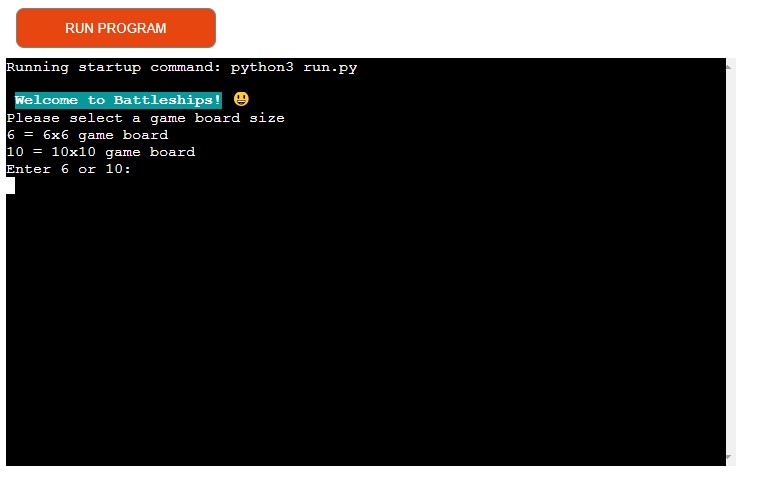 RUN PROGRAM
Running startup command: python3 run.py
Welcome to Battleships! 😃
Please select a game board size
6 = 6x6 game board
10 = 10x10 game board
Enter 6 or 10: